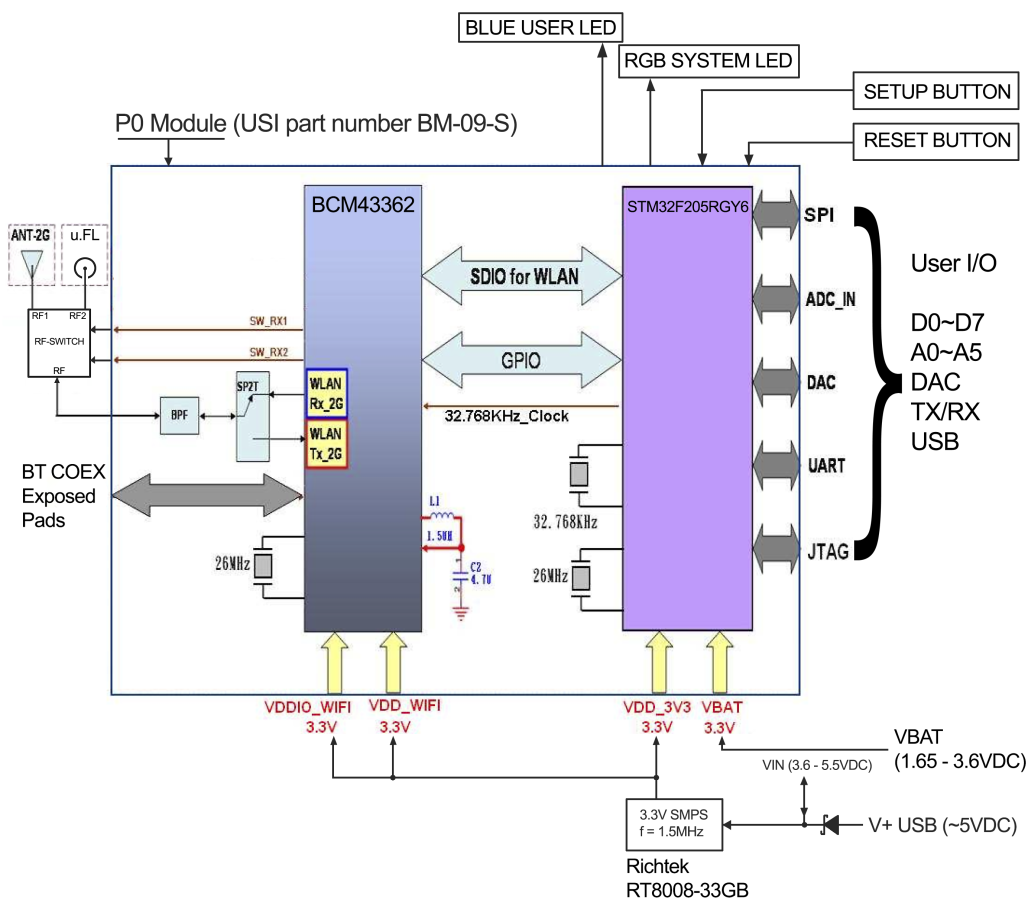 BLUE USER LED
RGB SYSTEM LED
SETUP BUTTON
RESET BUTTON
P0 Module (USI part number BM-09-S)
BCM43362
STM32F205RGY6
ANT-2G
u.FL
RF1
RF2
RF-SWITCH
RF
SW_RX1
SW_RX2
SP2T
BPF
WLAN
Rx_2G
WLAN
Tx_2G
SDIO for WLAN
GPIO
32.768KHz_Clock
SPI
ADC_IN
DAC
UART
JTAG
User I/O
D0~D7
A0~A5
DAC
TX/RX
USB
BT COEX
Exposed
Pads
26MHz
L1
1.5UH
1
C2
4.7U
2
32.768KHz
26MHz
VDDIO_WIFI
3.3V
VDD_WIFI
3.3V
VDD_3V3
3.3V
VBAT
3.3V
VBAT
(1.65 - 3.6VDC)
VIN (3.6 - 5.5VDC)
3.3V SMPS
f = 1.5MHz
V+ USB (~5VDC)
Richtek
RT8008-33GB